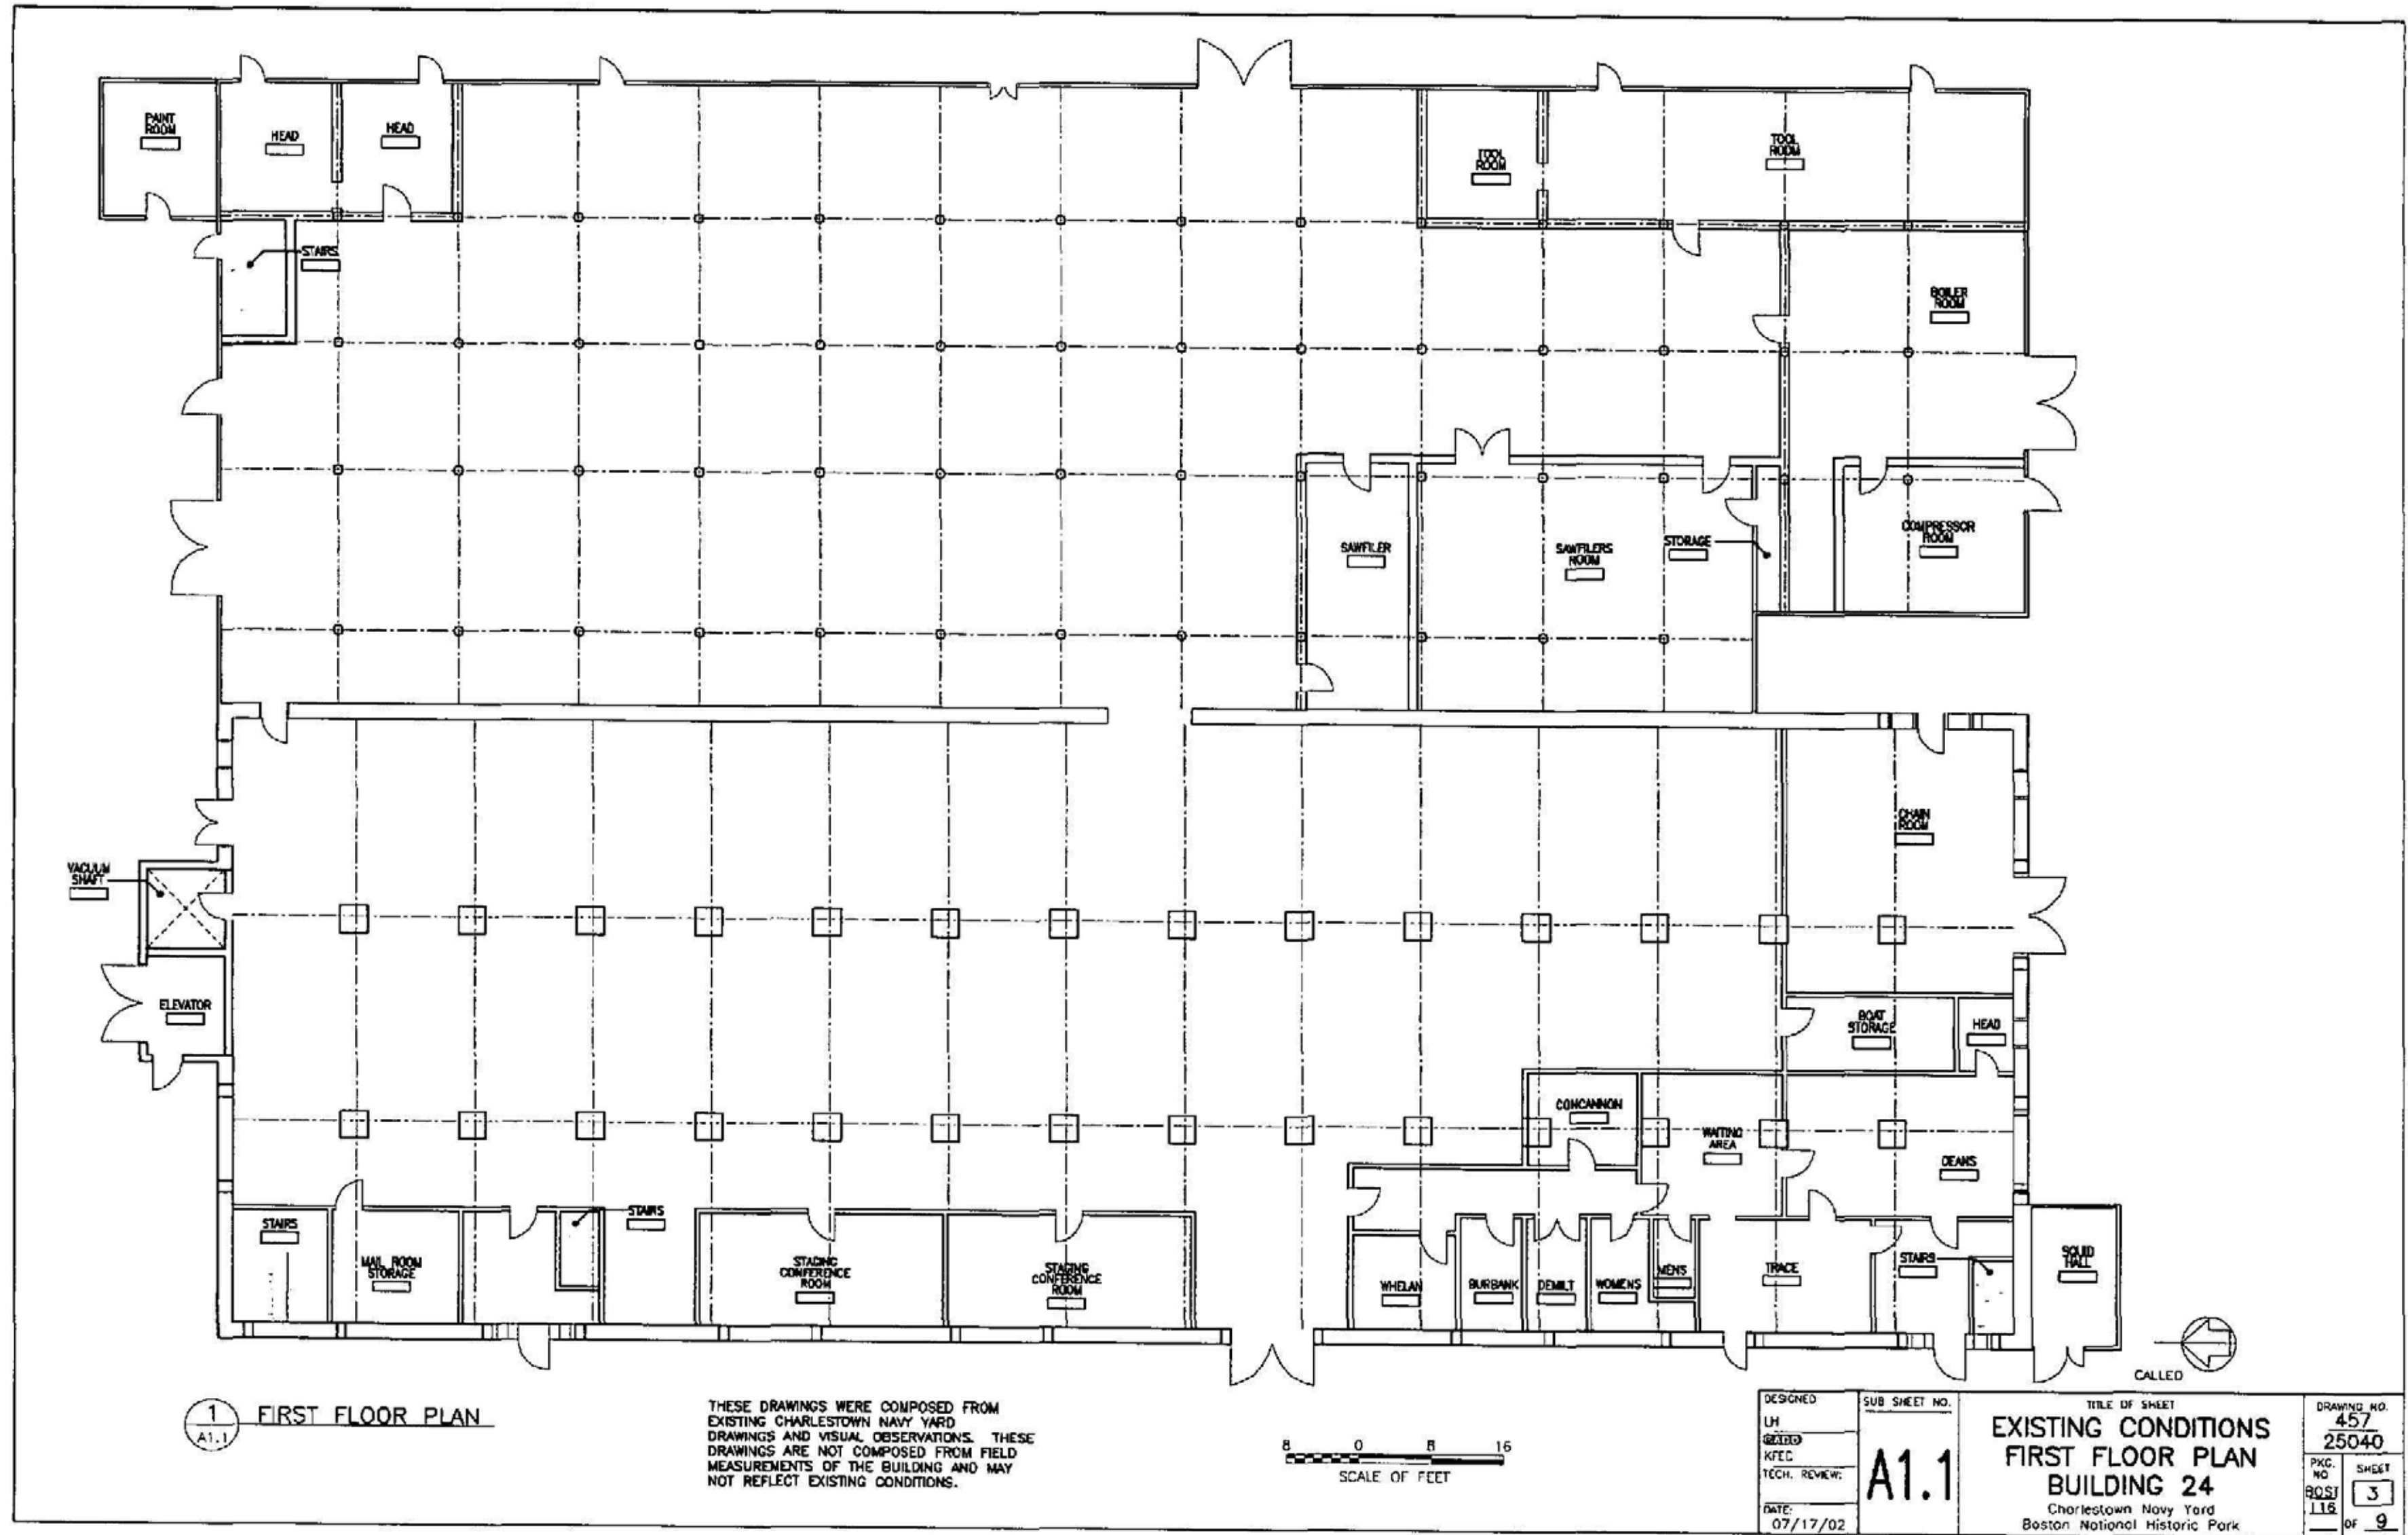 PAINT
ROOM
HEAD
HEAD
TOOL
ROOM
TOOL
ROOM
STAIRS
BOILER
ROOM
SAWFILER
SAWFILERS
ROOM
STORAGE
COMPRESSOR
ROOM
CHAIN
ROOM
VACUUM
SHAFT
ELEVATOR
BOAT
STORAGE
HEAD
CONCANNON
WAITING
AREA
DEANS
STAIRS
MAIL ROOM
STORAGE
STAIRS
STAGING
CONFERENCE
ROOM
STAGING
CONFERENCE
ROOM
WHELAN
BURBANK
DEMILT
WOMENS
MENS
TRACE
STAIRS
SQUID
HALL
CALLED
1
A1.1
FIRST FLOOR PLAN
THESE DRAWINGS WERE COMPOSED FROM
EXISTING CHARLESTOWN NAVY YARD
DRAWINGS AND VISUAL OBSERVATIONS. THESE
DRAWINGS ARE NOT COMPOSED FROM FIELD
MEASUREMENTS OF THE BUILDING AND MAY
NOT REFLECT EXISTING CONDITIONS.
8 0 8 16
SCALE OF FEET
DESIGNED
LH
CADD
KFEC
TECH. REVIEW:
DATE:
07/17/02
SUB SHEET NO.
A1.1
TITLE OF SHEET
EXISTING CONDITIONS
FIRST FLOOR PLAN
BUILDING 24
Charlestown Navy Yard
Boston National Historic Park
DRAWING NO.
457
25040
PKG.
NO
BOST
116
SHEET
3
OF 9